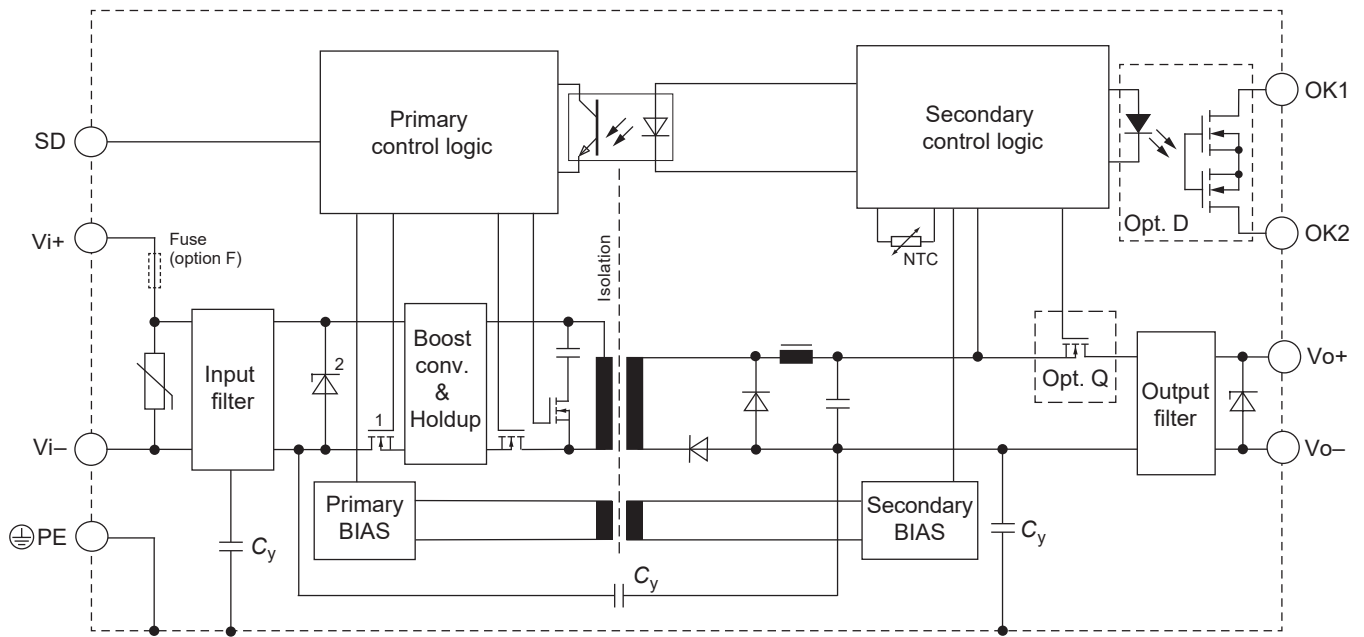 SD
Primary
control logic
Secondary
control logic
OK1
Opt. D
OK2
Vi+
Fuse
(option F)
Isolation
NTC
Input
filter
2
1
Boost
conv.
&
Holdup
Opt. Q
Output
filter
Vo+
Vi–
Vo–
Primary
BIAS
Secondary
BIAS
PE
Cy
Cy
Cy